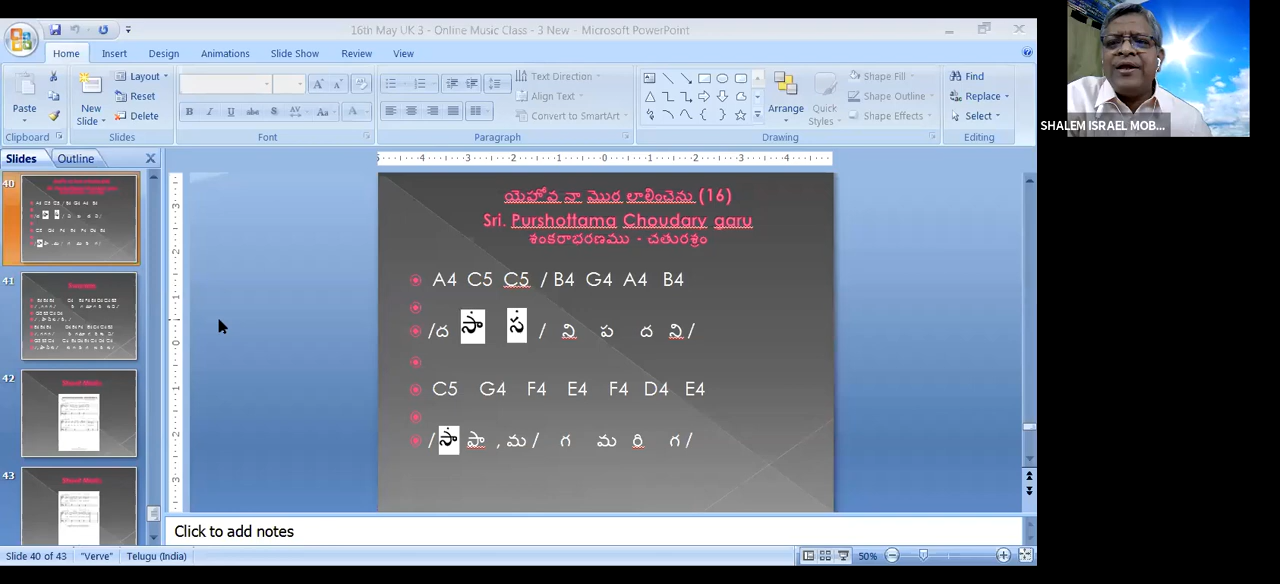 16th May UK 3 - Online Music Class - 3 New - Microsoft PowerPoint
Home Insert Design Animations Slide Show Review View
Paste
New Slide
Layout
Reset
Delete
Text Direction
Align Text
Convert to SmartArt
Arrange
Quick Styles
Shape Fill
Shape Outline
Shape Effects
Find
Replace
Select
Clipboard Slides Font Paragraph Drawing Editing
SHALEM ISRAEL MOB...
Slides Outline
40
41
42
43
యెహోవ నా మొర లాలించెను (16)
Sri. Purshottama Choudary garu
శంకరాభరణము - చతురశ్రం
A4 C5 C5 / B4 G4 A4 B4
/ద సా̇ స̇ / ని ప ద ని /
C5 G4 F4 E4 F4 D4 E4
/ సా̇ పా , మ / గ మ రి గ /
Click to add notes
Slide 40 of 43 "Verve" Telugu (India) 50%